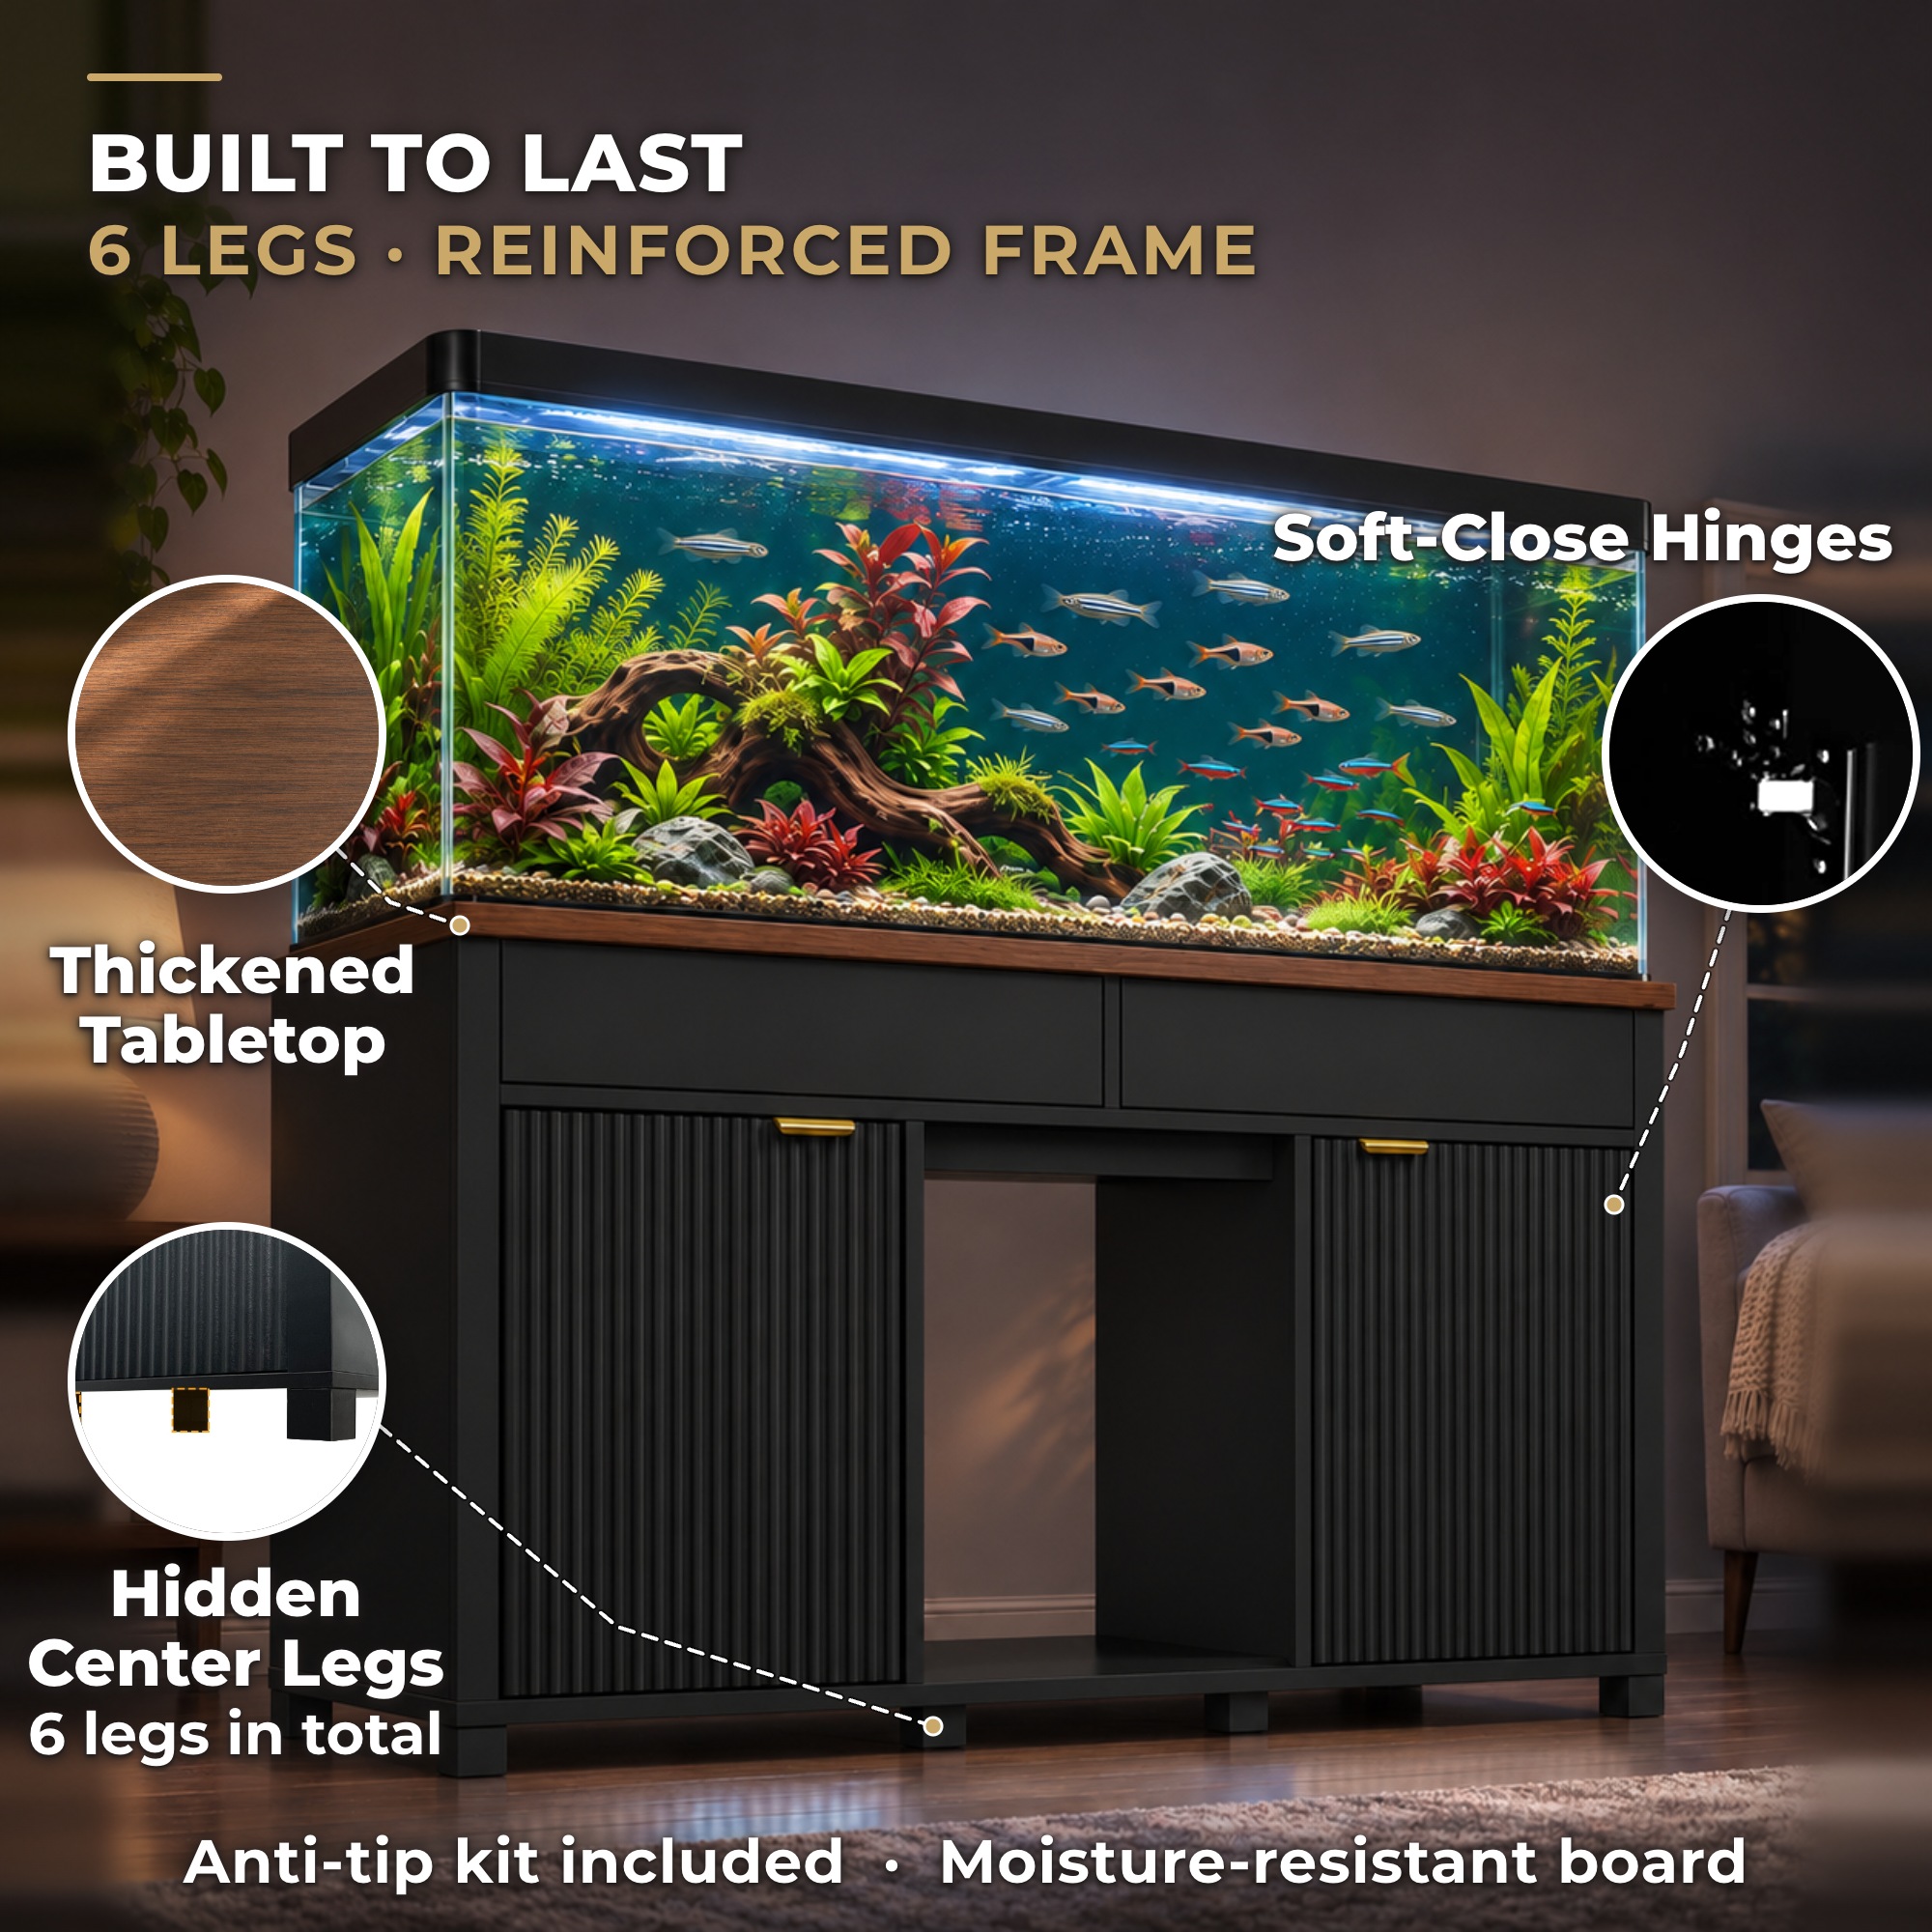 BUILT TO LAST
6 LEGS · REINFORCED FRAME
Soft-Close Hinges
Thickened
Tabletop
Hidden
Center Legs
6 legs in total
Anti-tip kit included · Moisture-resistant board